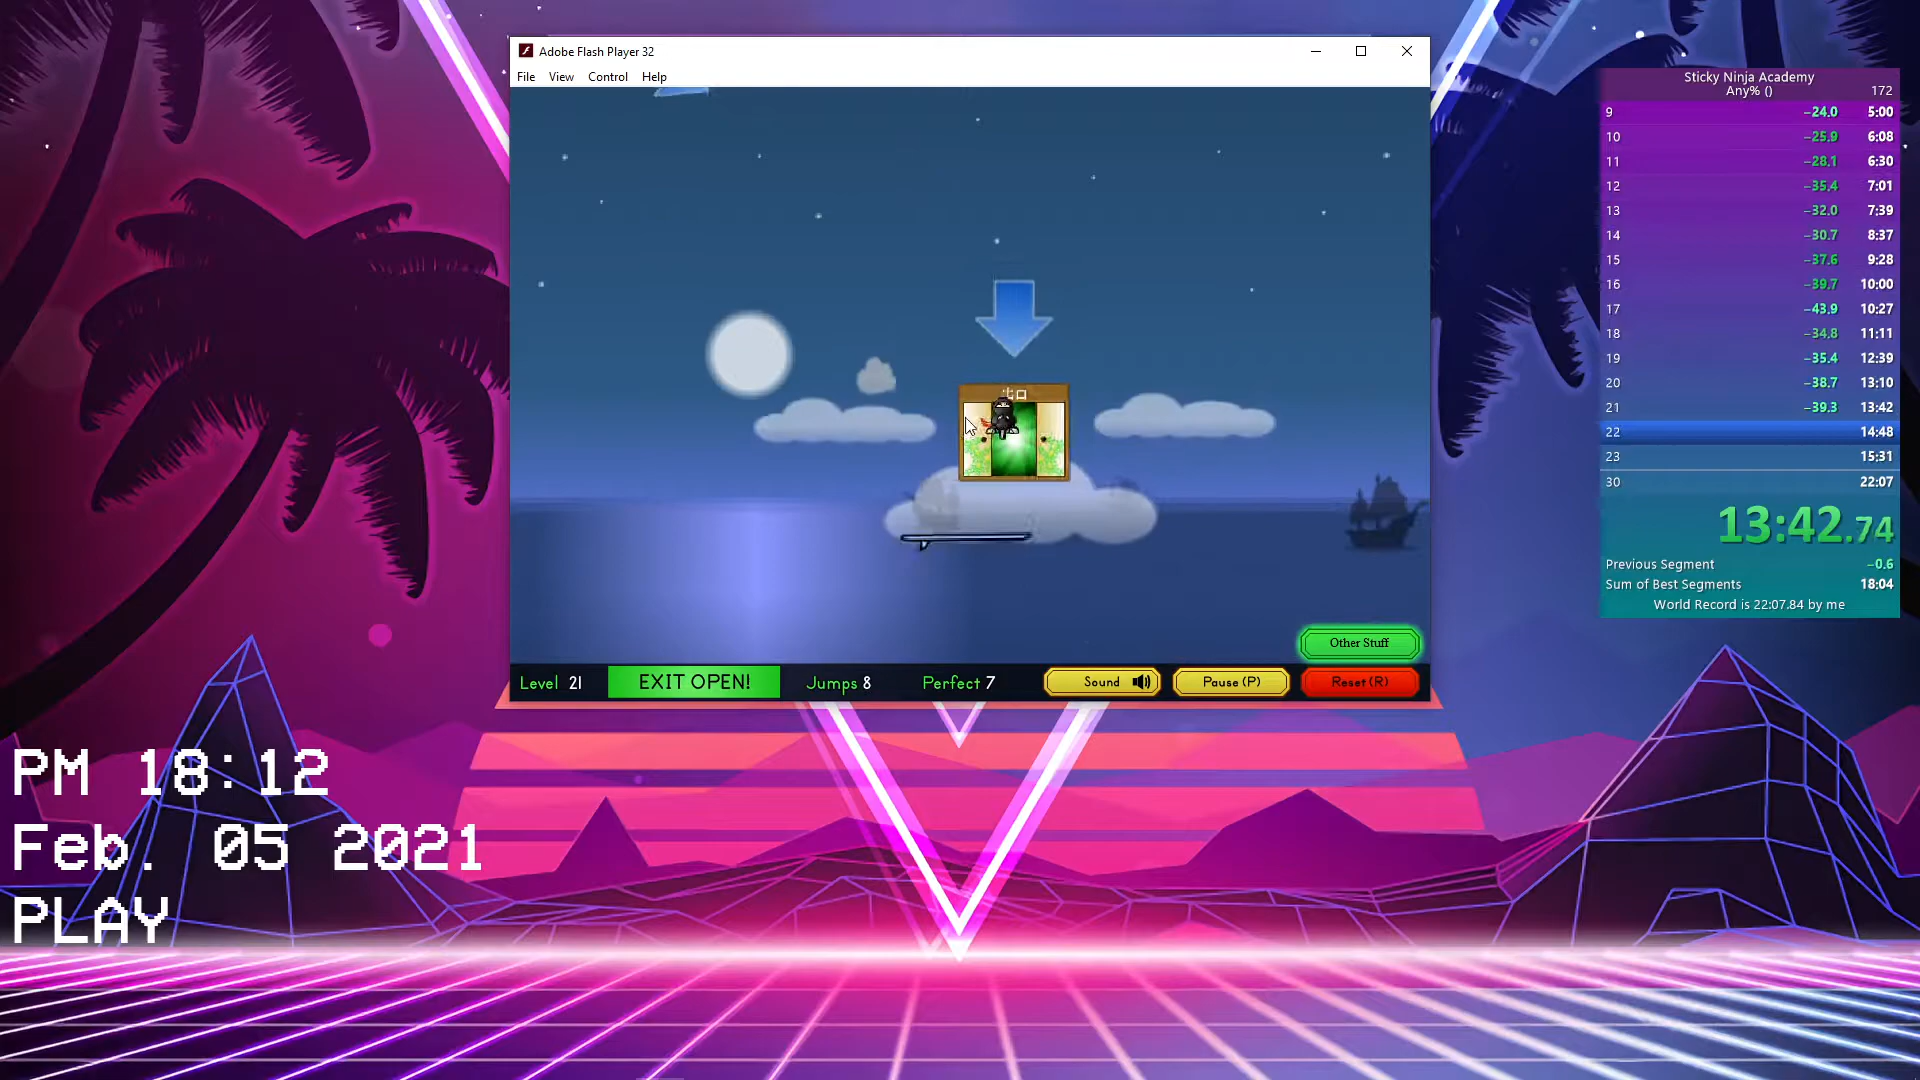 Adobe Flash Player 32
File View Control Help
出口
Other Stuff
Level 21 EXIT OPEN! Jumps 8 Perfect 7 Sound Pause (P) Reset (R)
Sticky Ninja Academy
Any% () 172
9 −24.0 5:00
10 −25.9 6:08
11 −28.1 6:30
12 −35.4 7:01
13 −32.0 7:39
14 −30.7 8:37
15 −37.6 9:28
16 −39.7 10:00
17 −43.9 10:27
18 −34.8 11:11
19 −35.4 12:39
20 −38.7 13:10
21 −39.3 13:42
22 14:48
23 15:31
30 22:07
13:42.74
Previous Segment −0.6
Sum of Best Segments 18:04
World Record is 22:07.84 by me
PM 18:12
Feb. 05 2021
PLAY